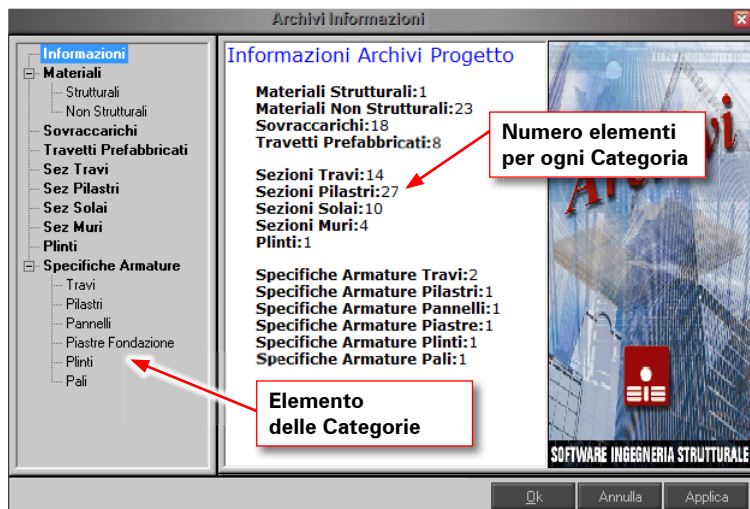 Archivi Informazioni
Informazioni
Materiali
Strutturali
Non Strutturali
Sovraccarichi
Travetti Prefabbricati
Sez Travi
Sez Pilastri
Sez Solai
Sez Muri
Plinti
Specifiche Armature
Travi
Pilastri
Pannelli
Piastre Fondazione
Plinti
Pali
Informazioni Archivi Progetto
Materiali Strutturali:1
Materiali Non Strutturali:23
Sovraccarichi:18
Travetti Prefabbricati:8
Sezioni Travi:14
Sezioni Pilastri:27
Sezioni Solai:10
Sezioni Muri:4
Plinti:1
Specifiche Armature Travi:2
Specifiche Armature Pilastri:1
Specifiche Armature Pannelli:1
Specifiche Armature Piastre:1
Specifiche Armature Plinti:1
Specifiche Armature Pali:1
Numero elementi
per ogni Categoria
Elemento
delle Categorie
SOFTWARE INGEGNERIA STRUTTURALE
Ok
Annulla
Applica